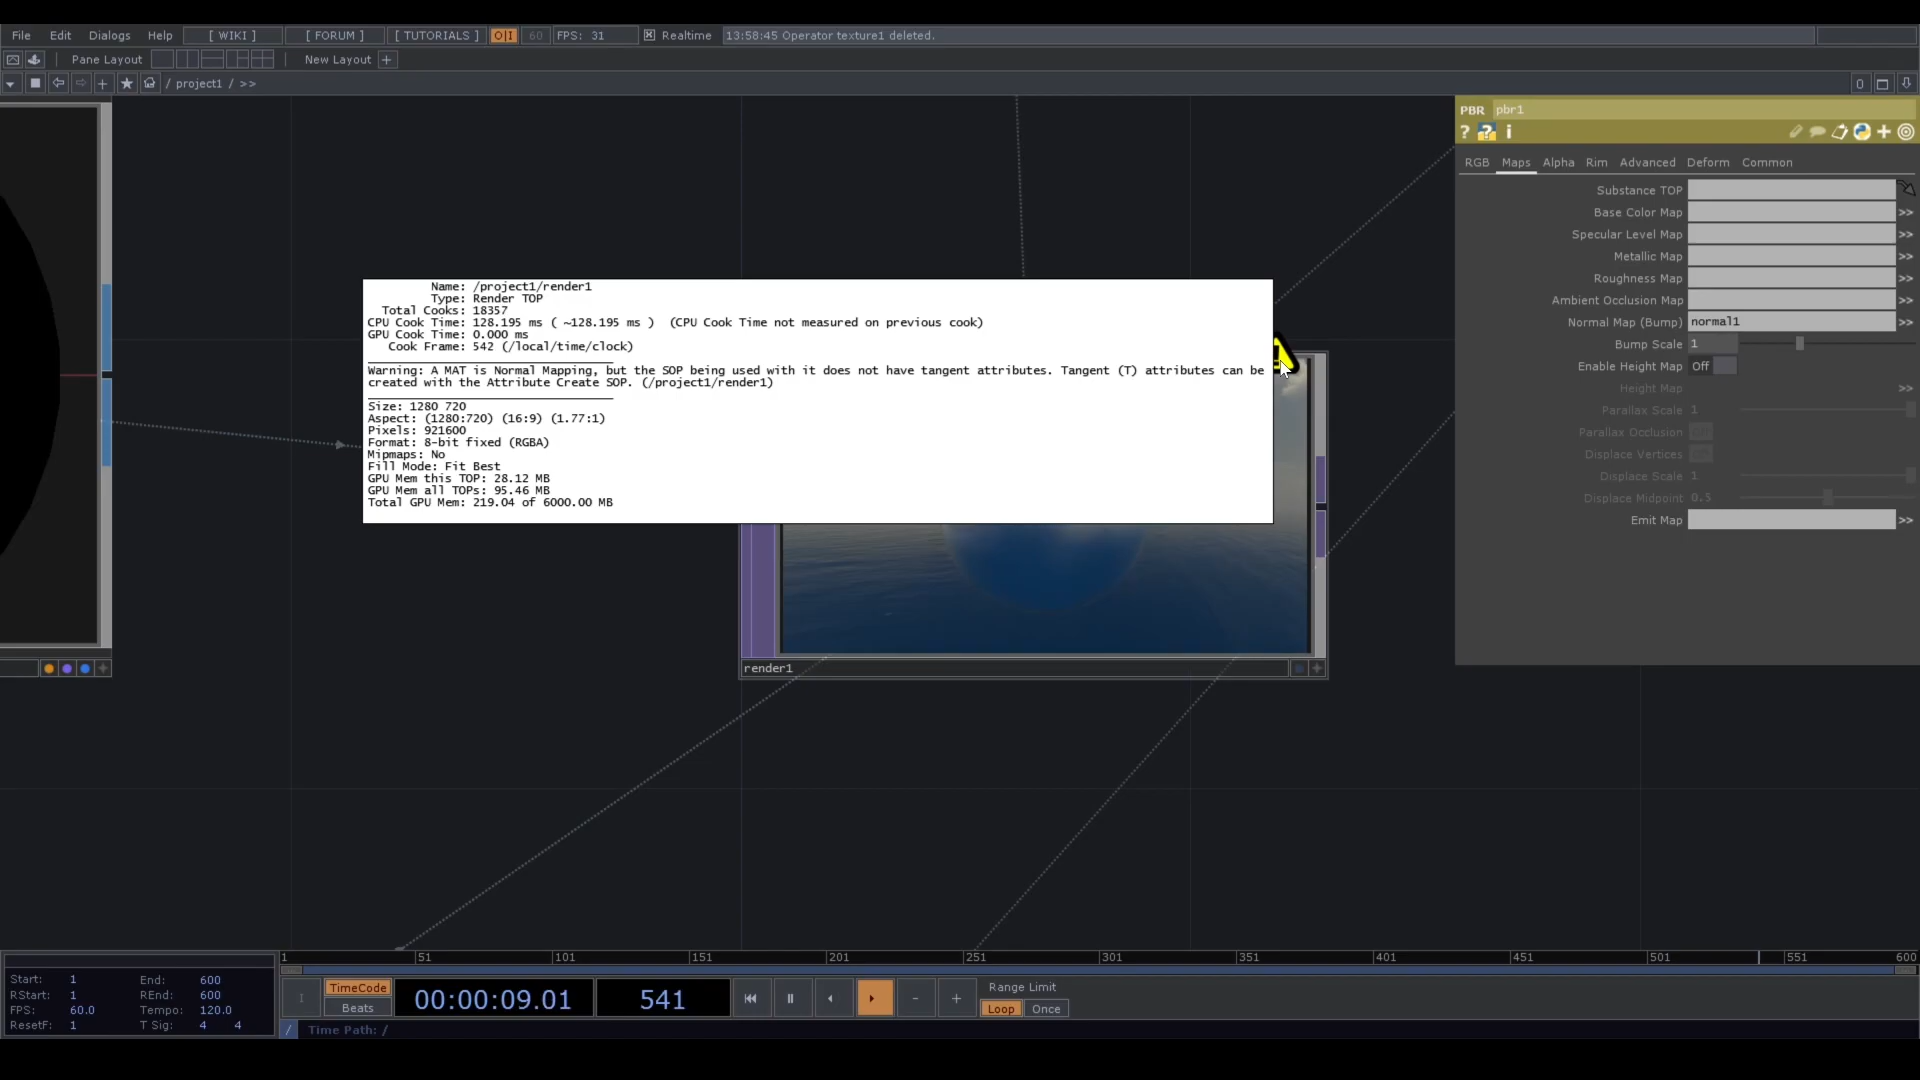 File Edit Dialogs Help [ WIKI ] [ FORUM ] [ TUTORIALS ] O|I 60 FPS: 31 Realtime 13:58:45 Operator texture1 deleted.
Pane Layout New Layout +
/ project1 / >> 0
PBR pbr1
? ? i
RGB Maps Alpha Rim Advanced Deform Common
Substance TOP
Base Color Map >>
Specular Level Map >>
Metallic Map >>
Roughness Map >>
Ambient Occlusion Map >>
Normal Map (Bump) normal1 >>
Bump Scale 1
Enable Height Map Off
Height Map >>
Parallax Scale 1
Parallax Occlusion
Displace Vertices
Displace Scale 1
Displace Midpoint 0.5
Emit Map >>
Name: /project1/render1
Type: Render TOP
Total Cooks: 18357
CPU Cook Time: 128.195 ms ( ~128.195 ms ) (CPU Cook Time not measured on previous cook)
GPU Cook Time: 0.000 ms
Cook Frame: 542 (/local/time/clock)
Warning: A MAT is Normal Mapping, but the SOP being used with it does not have tangent attributes. Tangent (T) attributes can be
created with the Attribute Create SOP. (/project1/render1)
Size: 1280 720
Aspect: (1280:720) (16:9) (1.77:1)
Pixels: 921600
Format: 8-bit fixed (RGBA)
Mipmaps: No
Fill Mode: Fit Best
GPU Mem this TOP: 28.12 MB
GPU Mem all TOPs: 95.46 MB
Total GPU Mem: 219.04 of 6000.00 MB
render1
1 51 101 151 201 251 301 351 401 451 501 551 600
Start: 1 End: 600
RStart: 1 REnd: 600
FPS: 60.0 Tempo: 120.0
ResetF: 1 T Sig: 4 4
I TimeCode 00:00:09.01 541 - + Range Limit
Beats Loop Once
/ Time Path: /